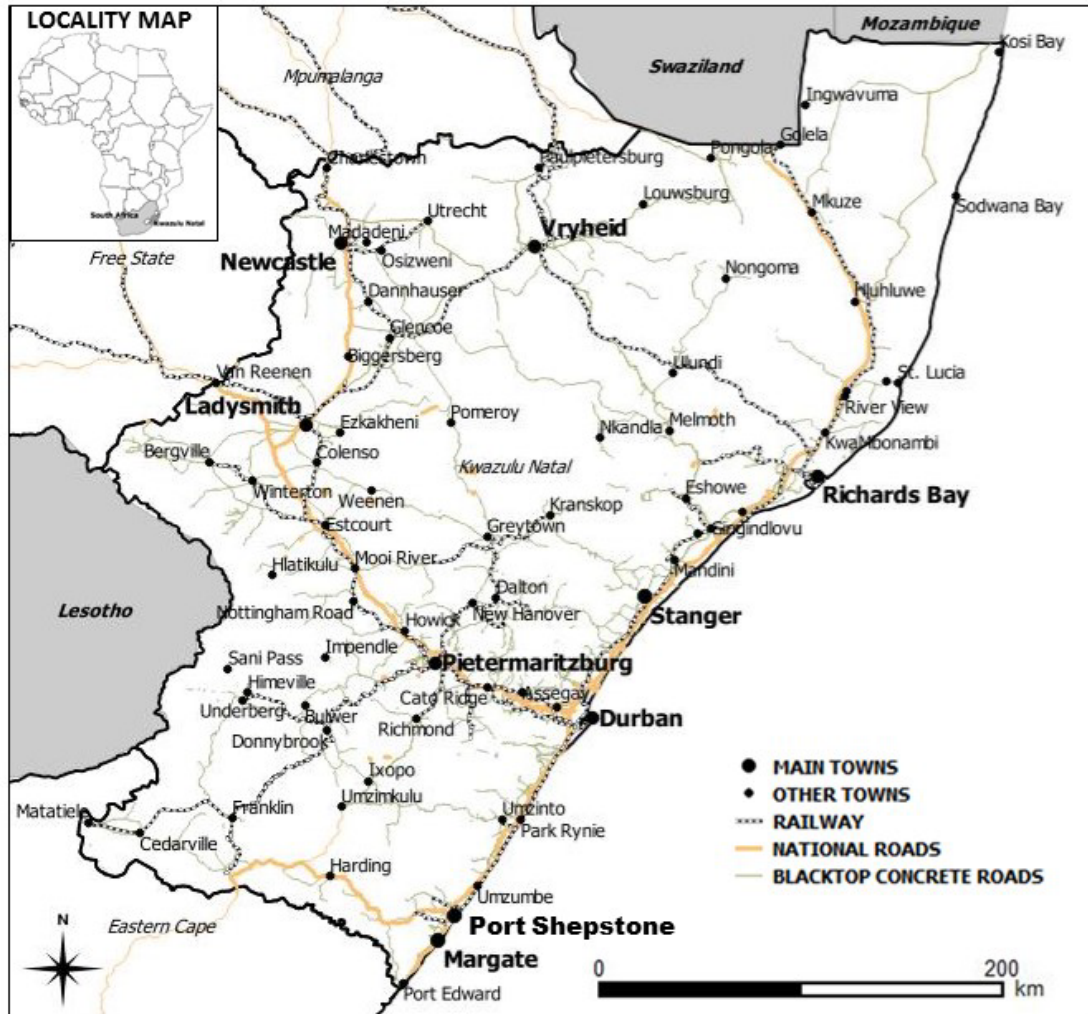 LOCALITY MAP
South Africa
Kwazulu Natal
Mozambique
Kosi Bay
Swaziland
Mpumalanga
Ingwavuma
Golela
Charlestown
Paulpietersburg
Pongola
Louwsburg
Mkuze
Sodwana Bay
Utrecht
Madadeni
Vryheid
Newcastle
Osizweni
Free State
Nongoma
Dannhauser
Hluhluwe
Glencoe
Biggersberg
Van Reenen
Ulundi
St. Lucia
Ladysmith
Ezkakheni
Pomeroy
River View
Nkandla
Melmoth
KwaMbonambi
Bergville
Colenso
Kwazulu Natal
Winterton
Weenen
Richards Bay
Eshowe
Kranskop
Estcourt
Greytown
Gingindlovu
Mooi River
Hlatikulu
Mandini
Dalton
Lesotho
Nottingham Road
New Hanover
Stanger
Howick
Impendle
Sani Pass
Pietermaritzburg
Himeville
Cato Ridge
Assegay
Underberg
Bulwer
Richmond
Durban
Donnybrook
Ixopo
MAIN TOWNS
OTHER TOWNS
RAILWAY
NATIONAL ROADS
BLACKTOP CONCRETE ROADS
Umzimkulu
Matatiele
Franklin
Umzinto
Park Rynie
Cedarville
Harding
Umzumbe
Eastern Cape
Port Shepstone
N
Margate
Port Edward
0
200
km